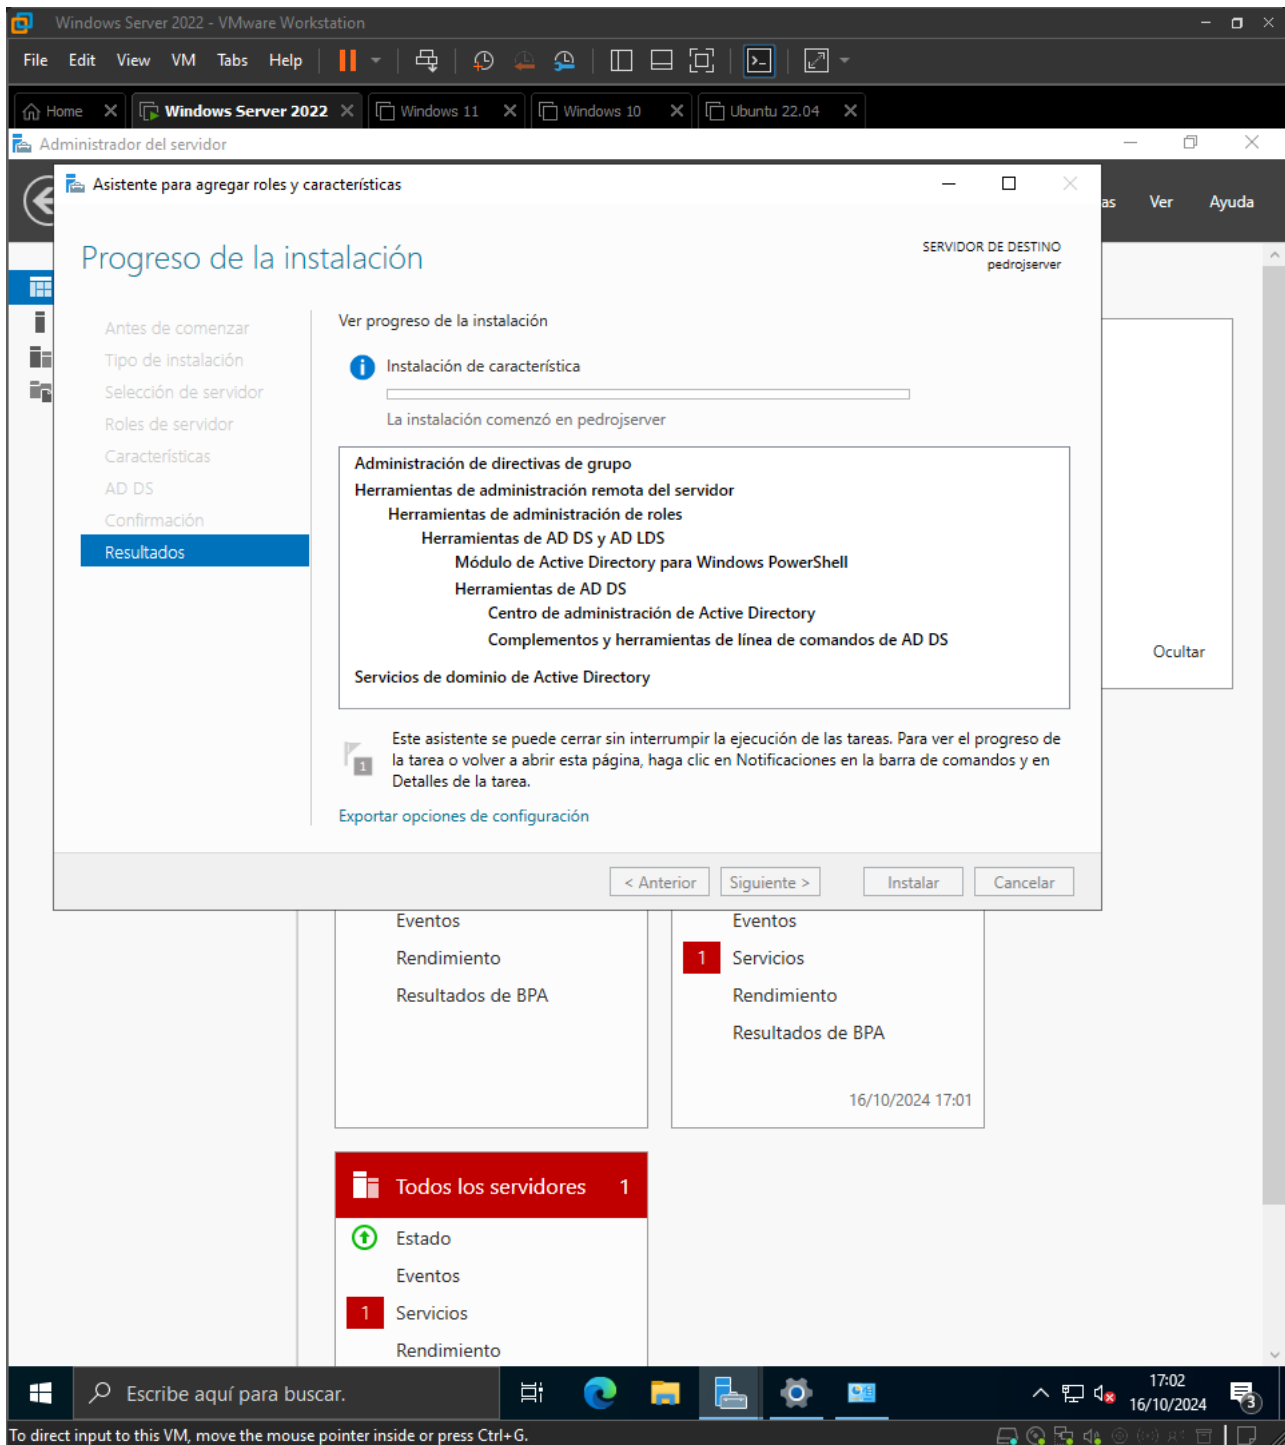 Windows Server 2022 - VMware Workstation
File Edit View VM Tabs Help
Home Windows Server 2022 Windows 11 Windows 10 Ubuntu 22.04
Administrador del servidor
Asistente para agregar roles y características
as Ver Ayuda
Progreso de la instalación
SERVIDOR DE DESTINO
pedrojserver
Antes de comenzar
Tipo de instalación
Selección de servidor
Roles de servidor
Características
AD DS
Confirmación
Resultados
Ver progreso de la instalación
Instalación de característica
La instalación comenzó en pedrojserver
Administración de directivas de grupo
Herramientas de administración remota del servidor
Herramientas de administración de roles
Herramientas de AD DS y AD LDS
Módulo de Active Directory para Windows PowerShell
Herramientas de AD DS
Centro de administración de Active Directory
Complementos y herramientas de línea de comandos de AD DS
Servicios de dominio de Active Directory
Ocultar
1
Este asistente se puede cerrar sin interrumpir la ejecución de las tareas. Para ver el progreso de
la tarea o volver a abrir esta página, haga clic en Notificaciones en la barra de comandos y en
Detalles de la tarea.
Exportar opciones de configuración
< Anterior Siguiente > Instalar Cancelar
Eventos
Rendimiento
Resultados de BPA
Eventos
1 Servicios
Rendimiento
Resultados de BPA
16/10/2024 17:01
Todos los servidores 1
Estado
Eventos
1 Servicios
Rendimiento
Escribe aquí para buscar.
17:02
16/10/2024
3
To direct input to this VM, move the mouse pointer inside or press Ctrl+G.